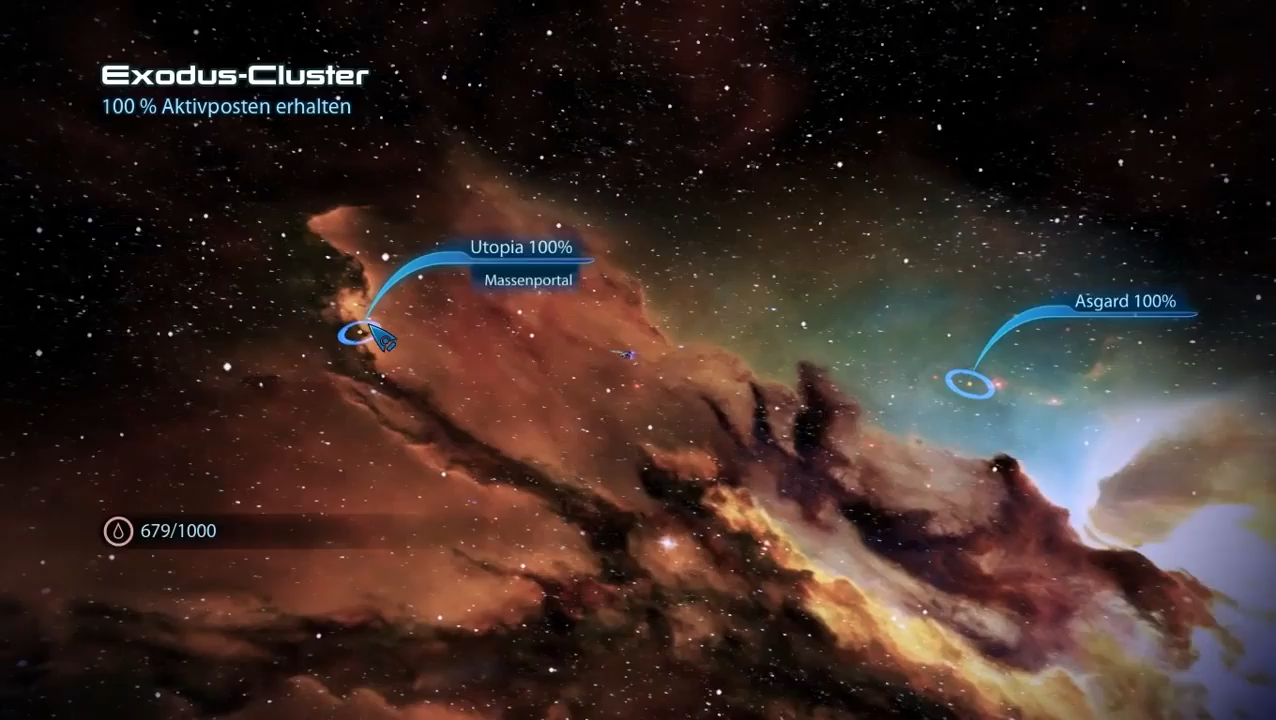 Exodus-Cluster
100 % Aktivposten erhalten
Utopia 100%
Massenportal
Asgard 100%
679/1000